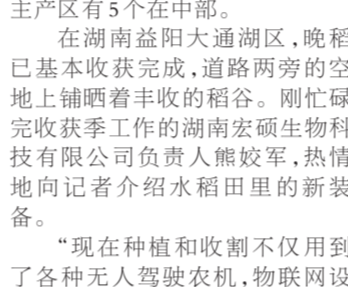 主产区有5个在中部。
在湖南益阳大通湖区,晚稻
已基本收获完成,道路两旁的空
地上铺晒着丰收的稻谷。刚忙碌
完收获季工作的湖南宏硕生物科
技有限公司负责人熊姣军,热情
地向记者介绍水稻田里的新装
备。
“现在种植和收割不仅用到
了各种无人驾驶农机,物联网设